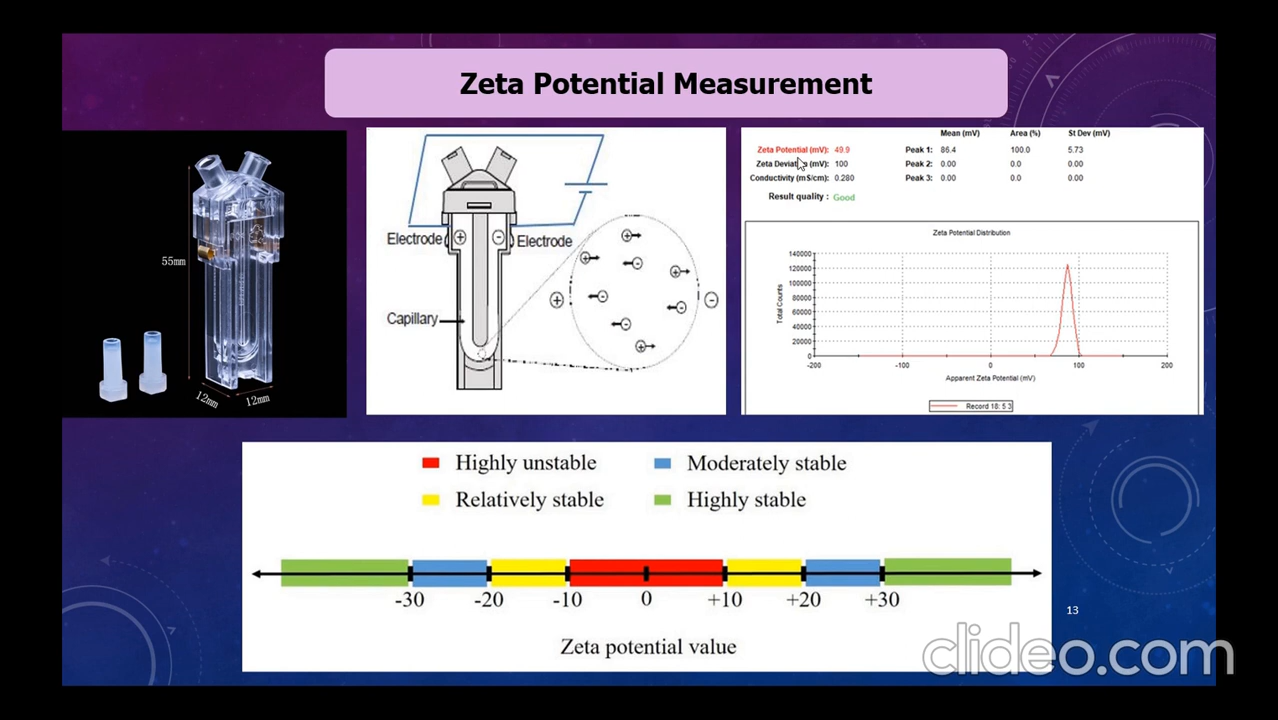 Zeta Potential Measurement
55mm
12mm
12mm
Electrode
+
-
Electrode
Capillary
+
-
Mean (mV) Area (%) St Dev (mV)
Zeta Potential (mV): 49.9 Peak 1: 86.4 100.0 5.73
Zeta Deviation (mV): 100 Peak 2: 0.00 0.0 0.00
Conductivity (mS/cm): 0.280 Peak 3: 0.00 0.0 0.00
Result quality : Good
Zeta Potential Distribution
140000
120000
100000
80000
60000
40000
20000
0
Total Counts
-200 -100 0 100 200
Apparent Zeta Potential (mV)
Record 18: 5 3
Highly unstable Moderately stable
Relatively stable Highly stable
-30 -20 -10 0 +10 +20 +30
Zeta potential value
13
clideo.com